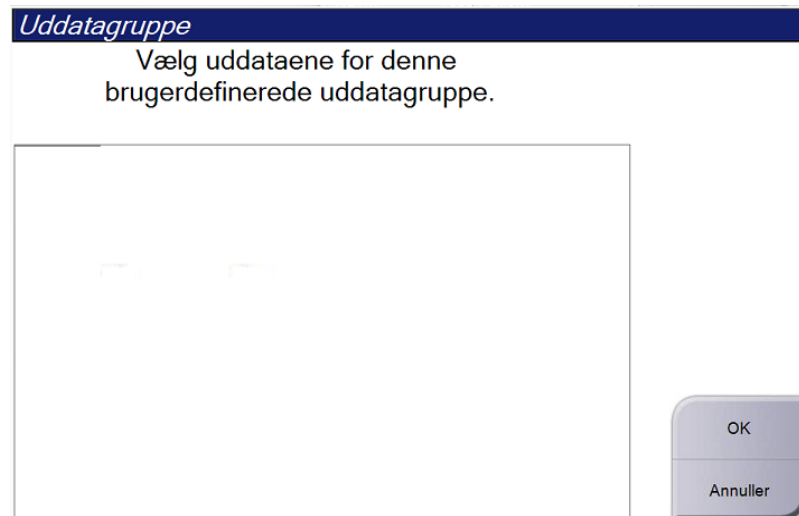 Uddatagruppe
Vælg uddataene for denne
brugerdefinerede uddatagruppe.
OK
Annuller